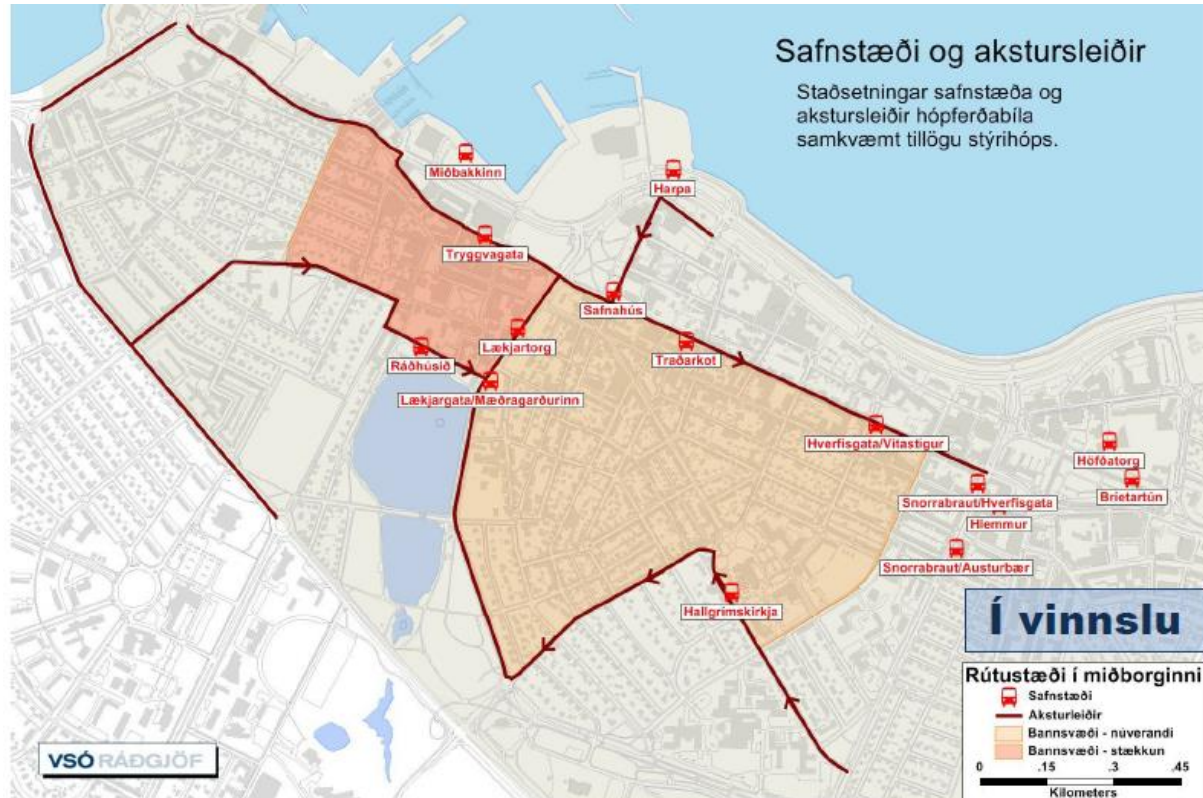 Safnstæði og akstursleiðir
Staðsetningar safnstæða og
akstursleiðir hópferðabíla
samkvæmt tillögu stýrihóps.
Miðbakkinn
Harpa
Tryggvagata
Safnahús
Lækjartorg
Traðarkot
Ráðhúsið
Lækjargata/Mæðragarðurinn
Hverfisgata/Vitastígur
Höfðatorg
Brietartún
Snorrabraut/Hverfisgata
Hlemmur
Snorrabraut/Austurbær
Hallgrímskirkja
Í vinnslu
Rútustæði í miðborginni
Safnstæði
Aksturleiðir
Bannsvæði - núverandi
Bannsvæði - stækkun
0 .15 .3 .45
Kilometers
VSÓ RÁÐGJÖF